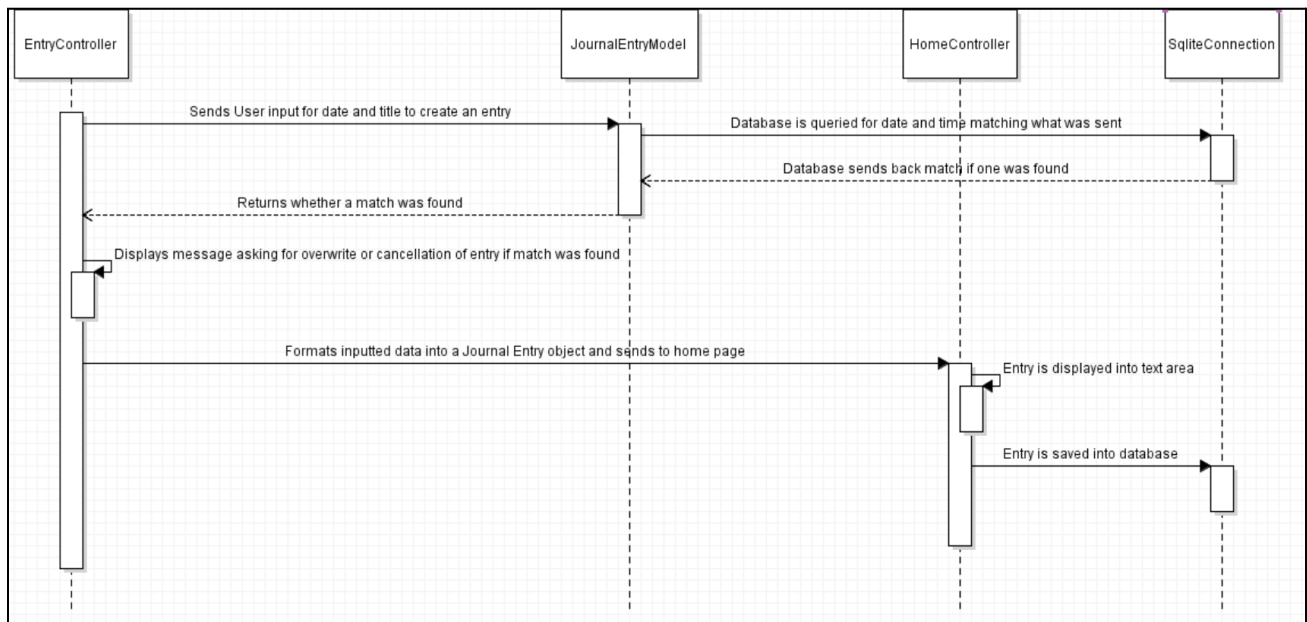 EntryController
JournalEntryModel
HomeController
SqliteConnection
Sends User input for date and title to create an entry
Database is queried for date and time matching what was sent
Database sends back match if one was found
Returns whether a match was found
Displays message asking for overwrite or cancellation of entry if match was found
Formats inputted data into a Journal Entry object and sends to home page
Entry is displayed into text area
Entry is saved into database